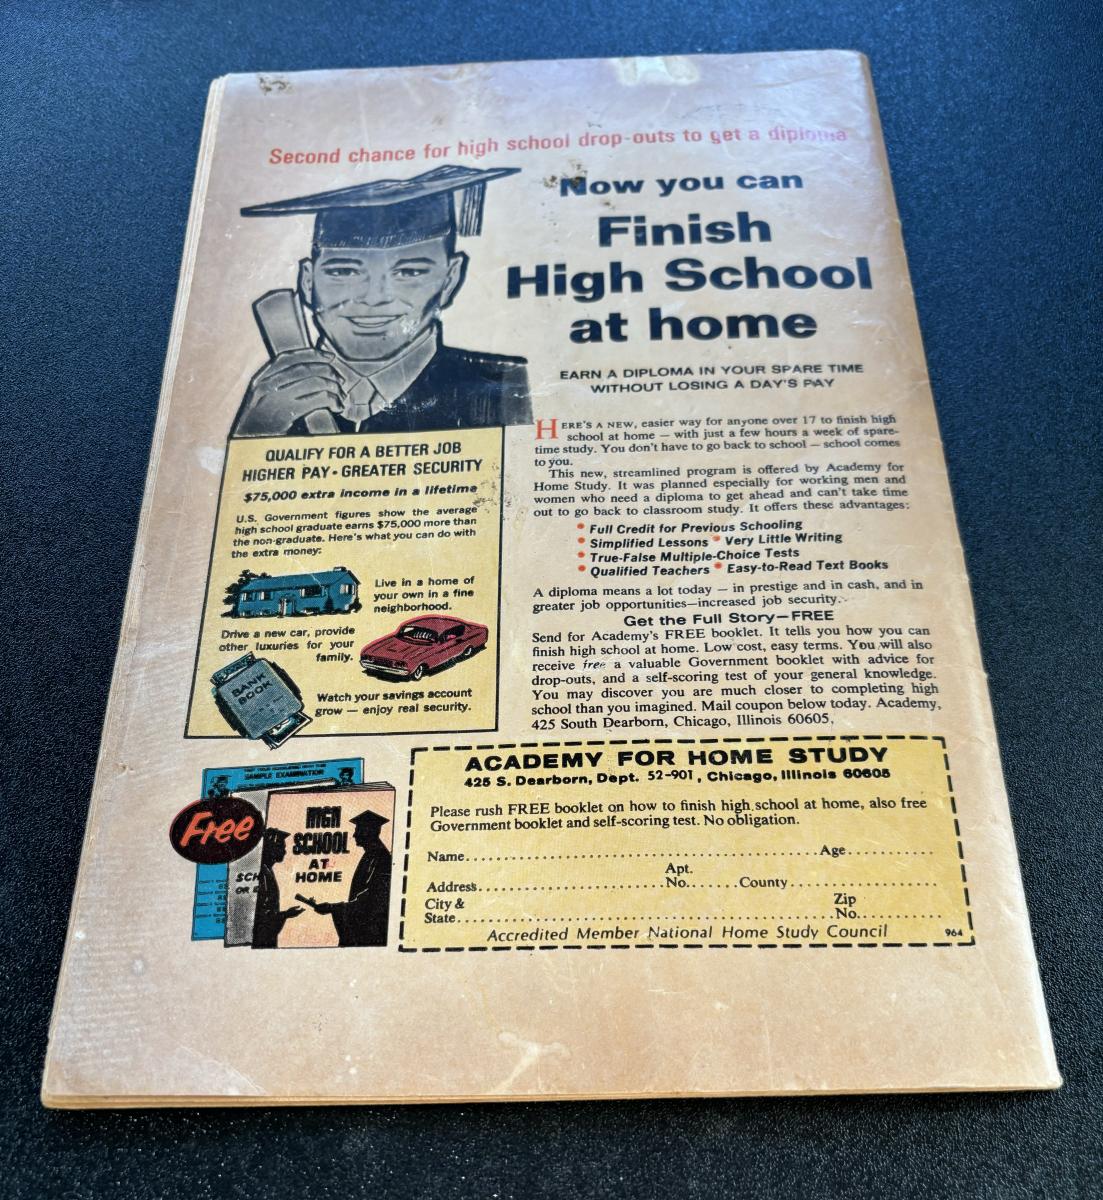 Second chance for high school drop-outs to get a diploma
Now you can
Finish
High School
at home
EARN A DIPLOMA IN YOUR SPARE TIME
WITHOUT LOSING A DAY'S PAY
HERE'S A NEW, easier way for anyone over 17 to finish high
school at home — with just a few hours a week of spare-
time study. You don't have to go back to school — school comes
to you.
This new, streamlined program is offered by Academy for
Home Study. It was planned especially for working men and
women who need a diploma to get ahead and can't take time
out to go back to classroom study. It offers these advantages:
* Full Credit for Previous Schooling
* Simplified Lessons * Very Little Writing
* True-False Multiple-Choice Tests
* Qualified Teachers * Easy-to-Read Text Books
A diploma means a lot today — in prestige and in cash, and in
greater job opportunities—increased job security.
Get the Full Story—FREE
Send for Academy's FREE booklet. It tells you how you can
finish high school at home. Low cost, easy terms. You will also
receive free a valuable Government booklet with advice for
drop-outs, and a self-scoring test of your general knowledge.
You may discover you are much closer to completing high
school than you imagined. Mail coupon below today. Academy,
425 South Dearborn, Chicago, Illinois 60605.
QUALIFY FOR A BETTER JOB
HIGHER PAY • GREATER SECURITY
$75,000 extra income in a lifetime
U.S. Government figures show the average
high school graduate earns $75,000 more than
the non-graduate. Here's what you can do with
the extra money:
Live in a home of
your own in a fine
neighborhood.
Drive a new car, provide
other luxuries for your
family.
BANK
BOOK
Watch your savings account
grow — enjoy real security.
SAMPLE EXAMINATION
Free
HIGH
SCHOOL
AT
HOME
SCH
OR
ACADEMY FOR HOME STUDY
425 S. Dearborn, Dept. 52-901, Chicago, Illinois 60605
Please rush FREE booklet on how to finish high school at home, also free
Government booklet and self-scoring test. No obligation.
Name Age
Apt.
Address No. County
City & Zip
State No.
Accredited Member National Home Study Council 964